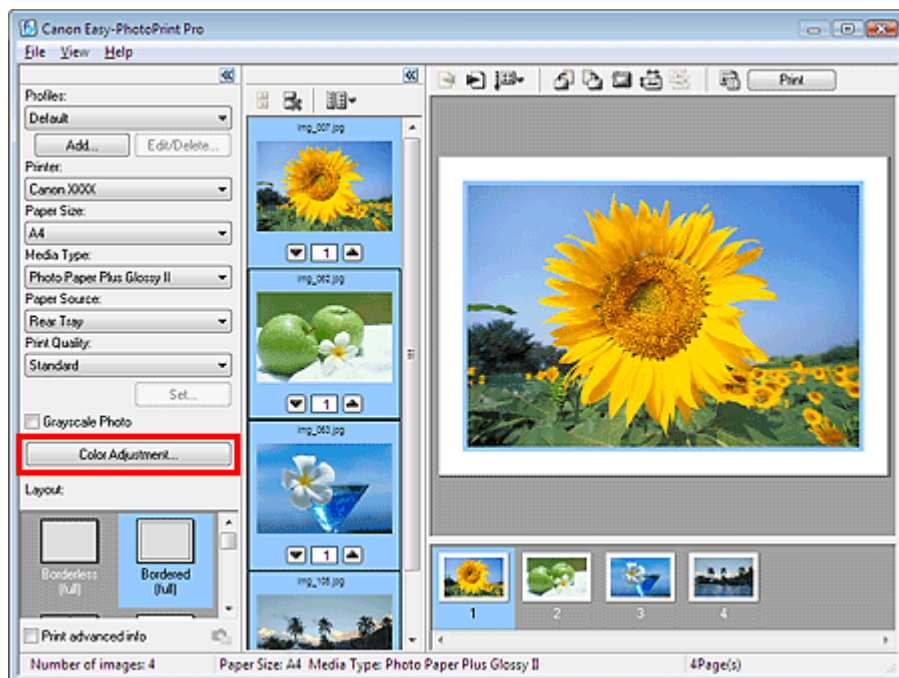 Canon Easy-PhotoPrint Pro
File View Help
Profiles:
Default
Add... Edit/Delete...
Printer:
Canon XXXX
Paper Size:
A4
Media Type:
Photo Paper Plus Glossy II
Paper Source:
Rear Tray
Print Quality:
Standard
Set...
Grayscale Photo
Color Adjustment...
Layout:
Borderless (full)
Bordered (full)
Print advanced info
img_007.jpg
1
img_062.jpg
1
img_063.jpg
1
img_108.jpg
Print
1 2 3 4
Number of images: 4 Paper Size: A4 Media Type: Photo Paper Plus Glossy II 4Page(s)